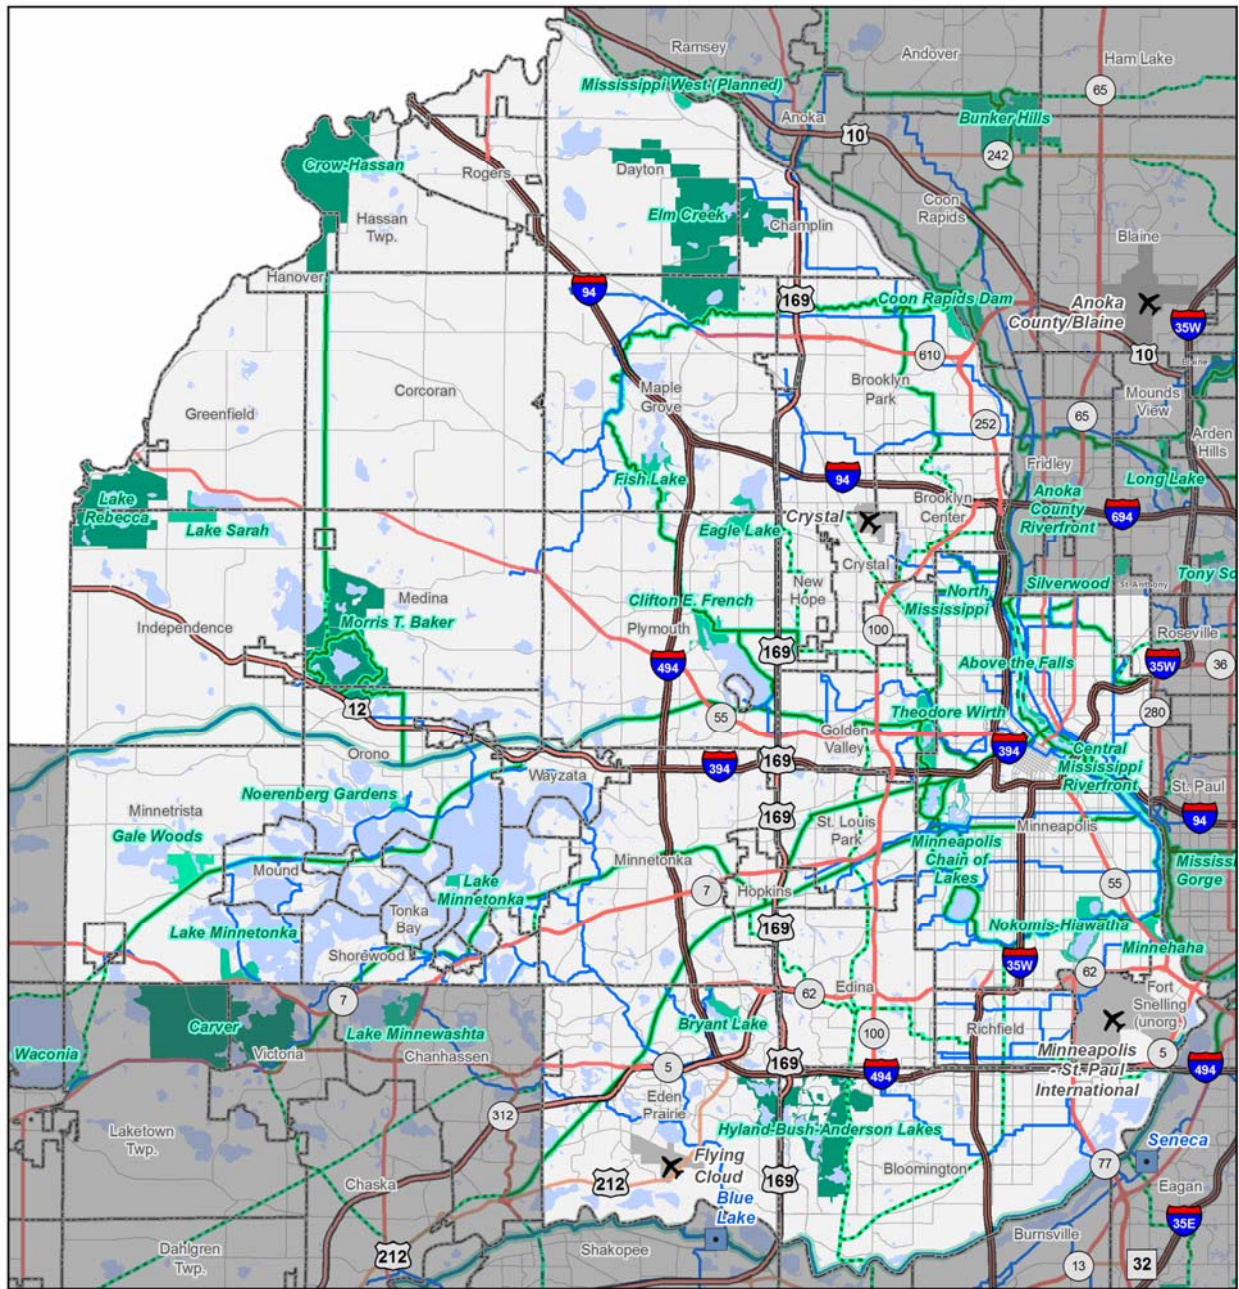 Ramsey
Andover
Ham Lake
Mississippi West (Planned)
65
Anoka
10
Bunker Hills
242
Crow-Hassan
Rogers
Dayton
Elm Creek
Champlin
Coon
Rapids
Hassan
Twp.
Blaine
Hanover
94
169
Coon Rapids Dam
Anoka
County/Blaine
35W
10
610
Blaine
Corcoran
Maple
Grove
Brooklyn
Park
Mounds
View
Greenfield
252
65
Arden
Hills
Fridley
Fish Lake
94
Long Lake
Lake
Rebecca
Lake Sarah
Eagle Lake
Crystal
Brooklyn
Center
Anoka
County
Riverfront
694
Crystal
New
Hope
Silverwood
St. Anthony
Tony Sc
Medina
Clifton E. French
North
Mississippi
Morris T. Baker
Independence
Plymouth
100
Roseville
169
494
Above the Falls
35W
36
12
55
Theodore Wirth
280
Golden
Valley
Orono
394
169
394
Central
Mississippi
Riverfront
Wayzata
Noerenberg Gardens
St. Paul
Minnetrista
169
94
Gale Woods
St. Louis
Park
Minneapolis
Minneapolis
Chain of
Lakes
Minnetonka
Mississi
Gorge
Mound
Lake
Minnetonka
7
Hopkins
55
Tonka
Bay
169
Nokomis-Hiawatha
Lake Minnetonka
Minnehaha
Shorewood
35W
62
7
62
Edina
Fort
Snelling
(unorg.)
Carver
Lake Minnewashta
Bryant Lake
100
Richfield
Waconia
Victoria
Chanhassen
Minneapolis
- St. Paul
International
5
5
169
494
494
Eden
Prairie
312
Laketown
Twp.
Hyland-Bush-Anderson Lakes
Seneca
Flying
Cloud
77
Chaska
212
169
Bloomington
Eagan
Blue
Lake
35E
Dahlgren
Twp.
212
Shakopee
Burnsville
13
32